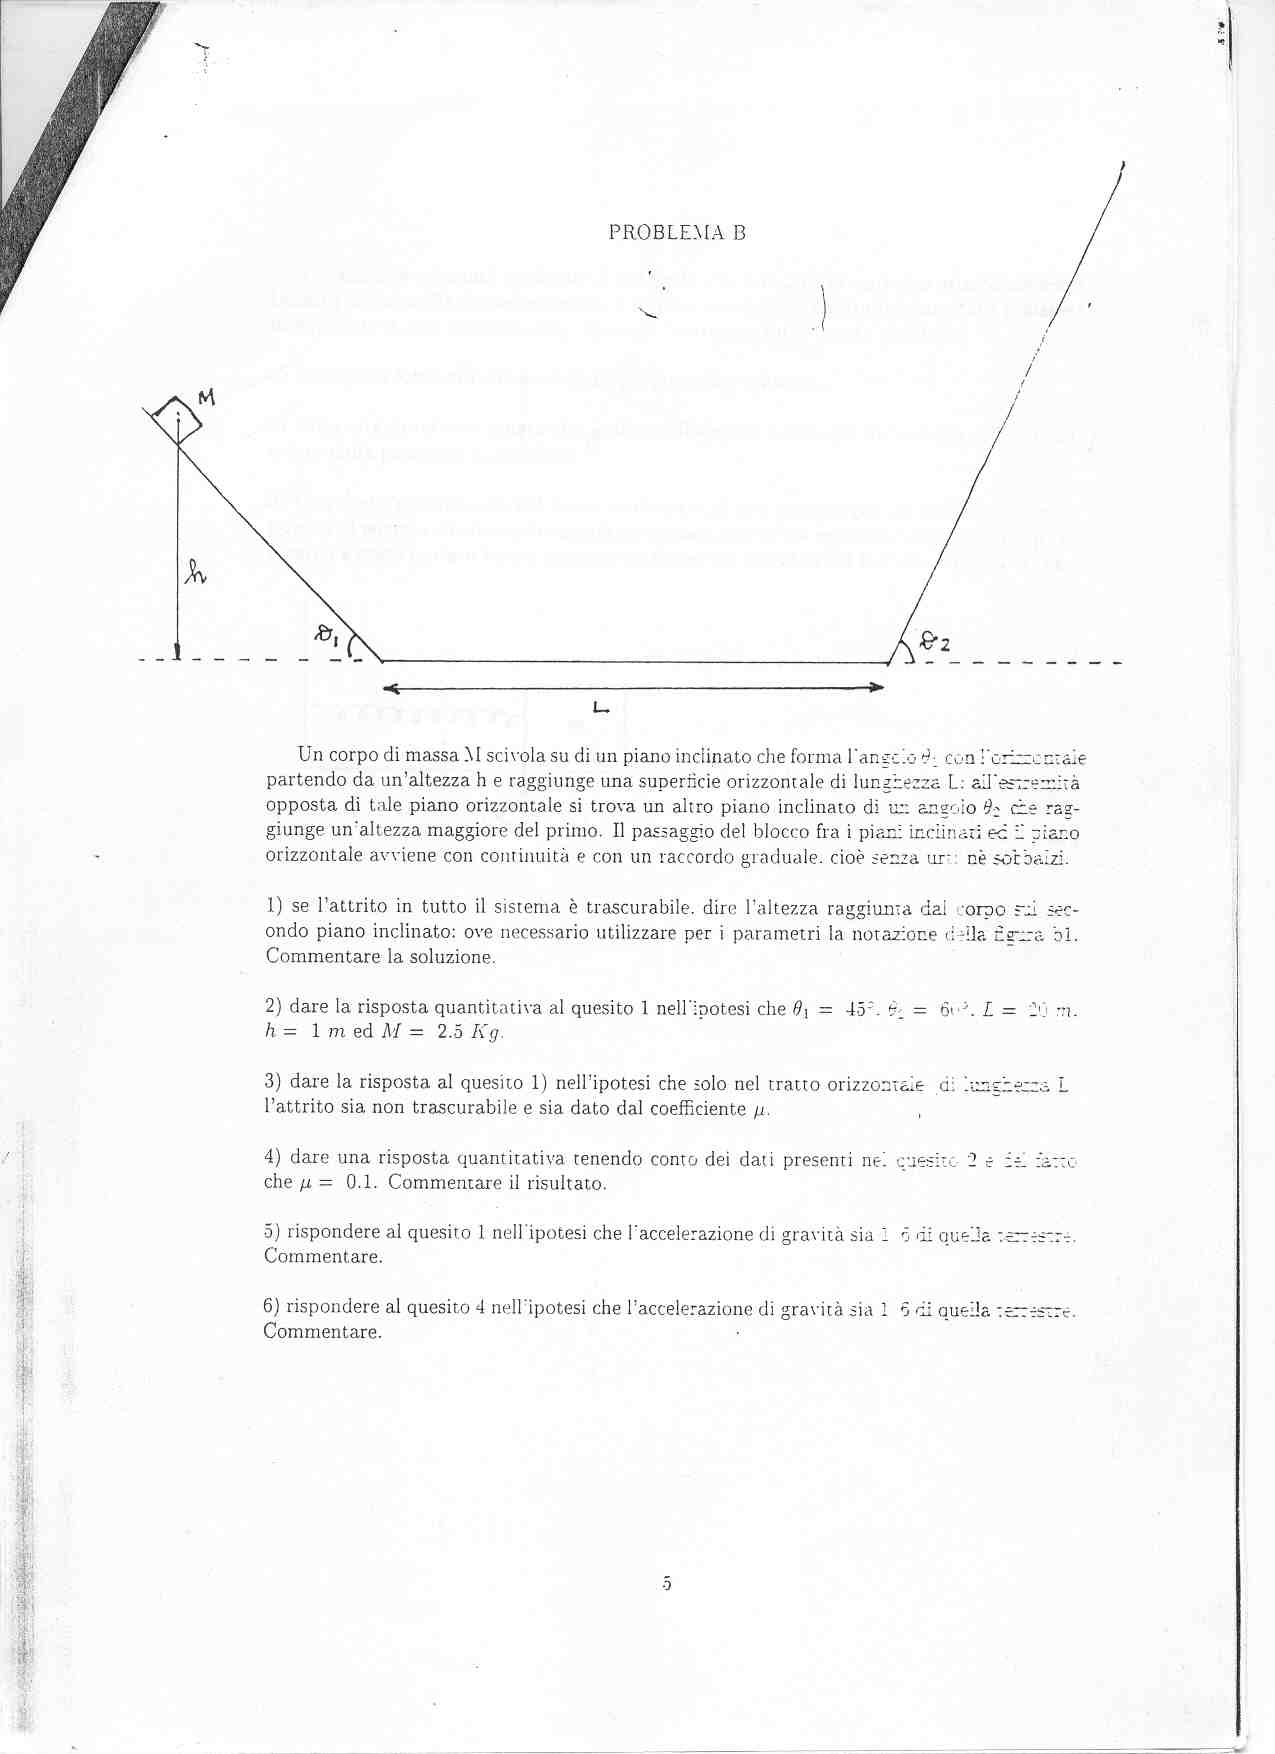 PROBLEMA B
M
h
θ1
θ2
L
Un corpo di massa M scivola su di un piano inclinato che forma l'angolo θ1 con l'orizzontale
partendo da un'altezza h e raggiunge una superficie orizzontale di lunghezza L: all'estremità
opposta di tale piano orizzontale si trova un altro piano inclinato di un angolo θ2 che rag-
giunge un'altezza maggiore del primo. Il passaggio del blocco fra i piani inclinati ed il piano
orizzontale avviene con continuità e con un raccordo graduale. cioè senza urti nè sobbalzi.
1) se l'attrito in tutto il sistema è trascurabile. dire l'altezza raggiunta dal corpo sul sec-
ondo piano inclinato: ove necessario utilizzare per i parametri la notazione della figura b1.
Commentare la soluzione.
2) dare la risposta quantitativa al quesito 1 nell'ipotesi che θ1 = 45°. θ2 = 60°. L = 20 m.
h = 1 m ed M = 2.5 Kg.
3) dare la risposta al quesito 1) nell'ipotesi che solo nel tratto orizzontale di lunghezza L
l'attrito sia non trascurabile e sia dato dal coefficiente μ.
4) dare una risposta quantitativa tenendo conto dei dati presenti nel quesito 2 e del fatto
che μ = 0.1. Commentare il risultato.
5) rispondere al quesito 1 nell'ipotesi che l'accelerazione di gravità sia 1 6 di quella terrestre.
Commentare.
6) rispondere al quesito 4 nell'ipotesi che l'accelerazione di gravità sia 1 6 di quella terrestre.
Commentare.
5